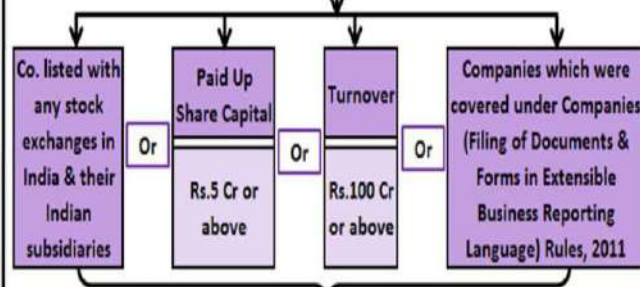 Co. listed with
any stock
exchanges in
India & their
Indian
subsidiaries
Or
Paid Up
Share Capital
Rs.5 Cr or
above
Or
Turnover
Rs.100 Cr
or above
Or
Companies which were
covered under Companies
(Filing of Documents &
Forms in Extensible
Business Reporting
Language) Rules, 2011